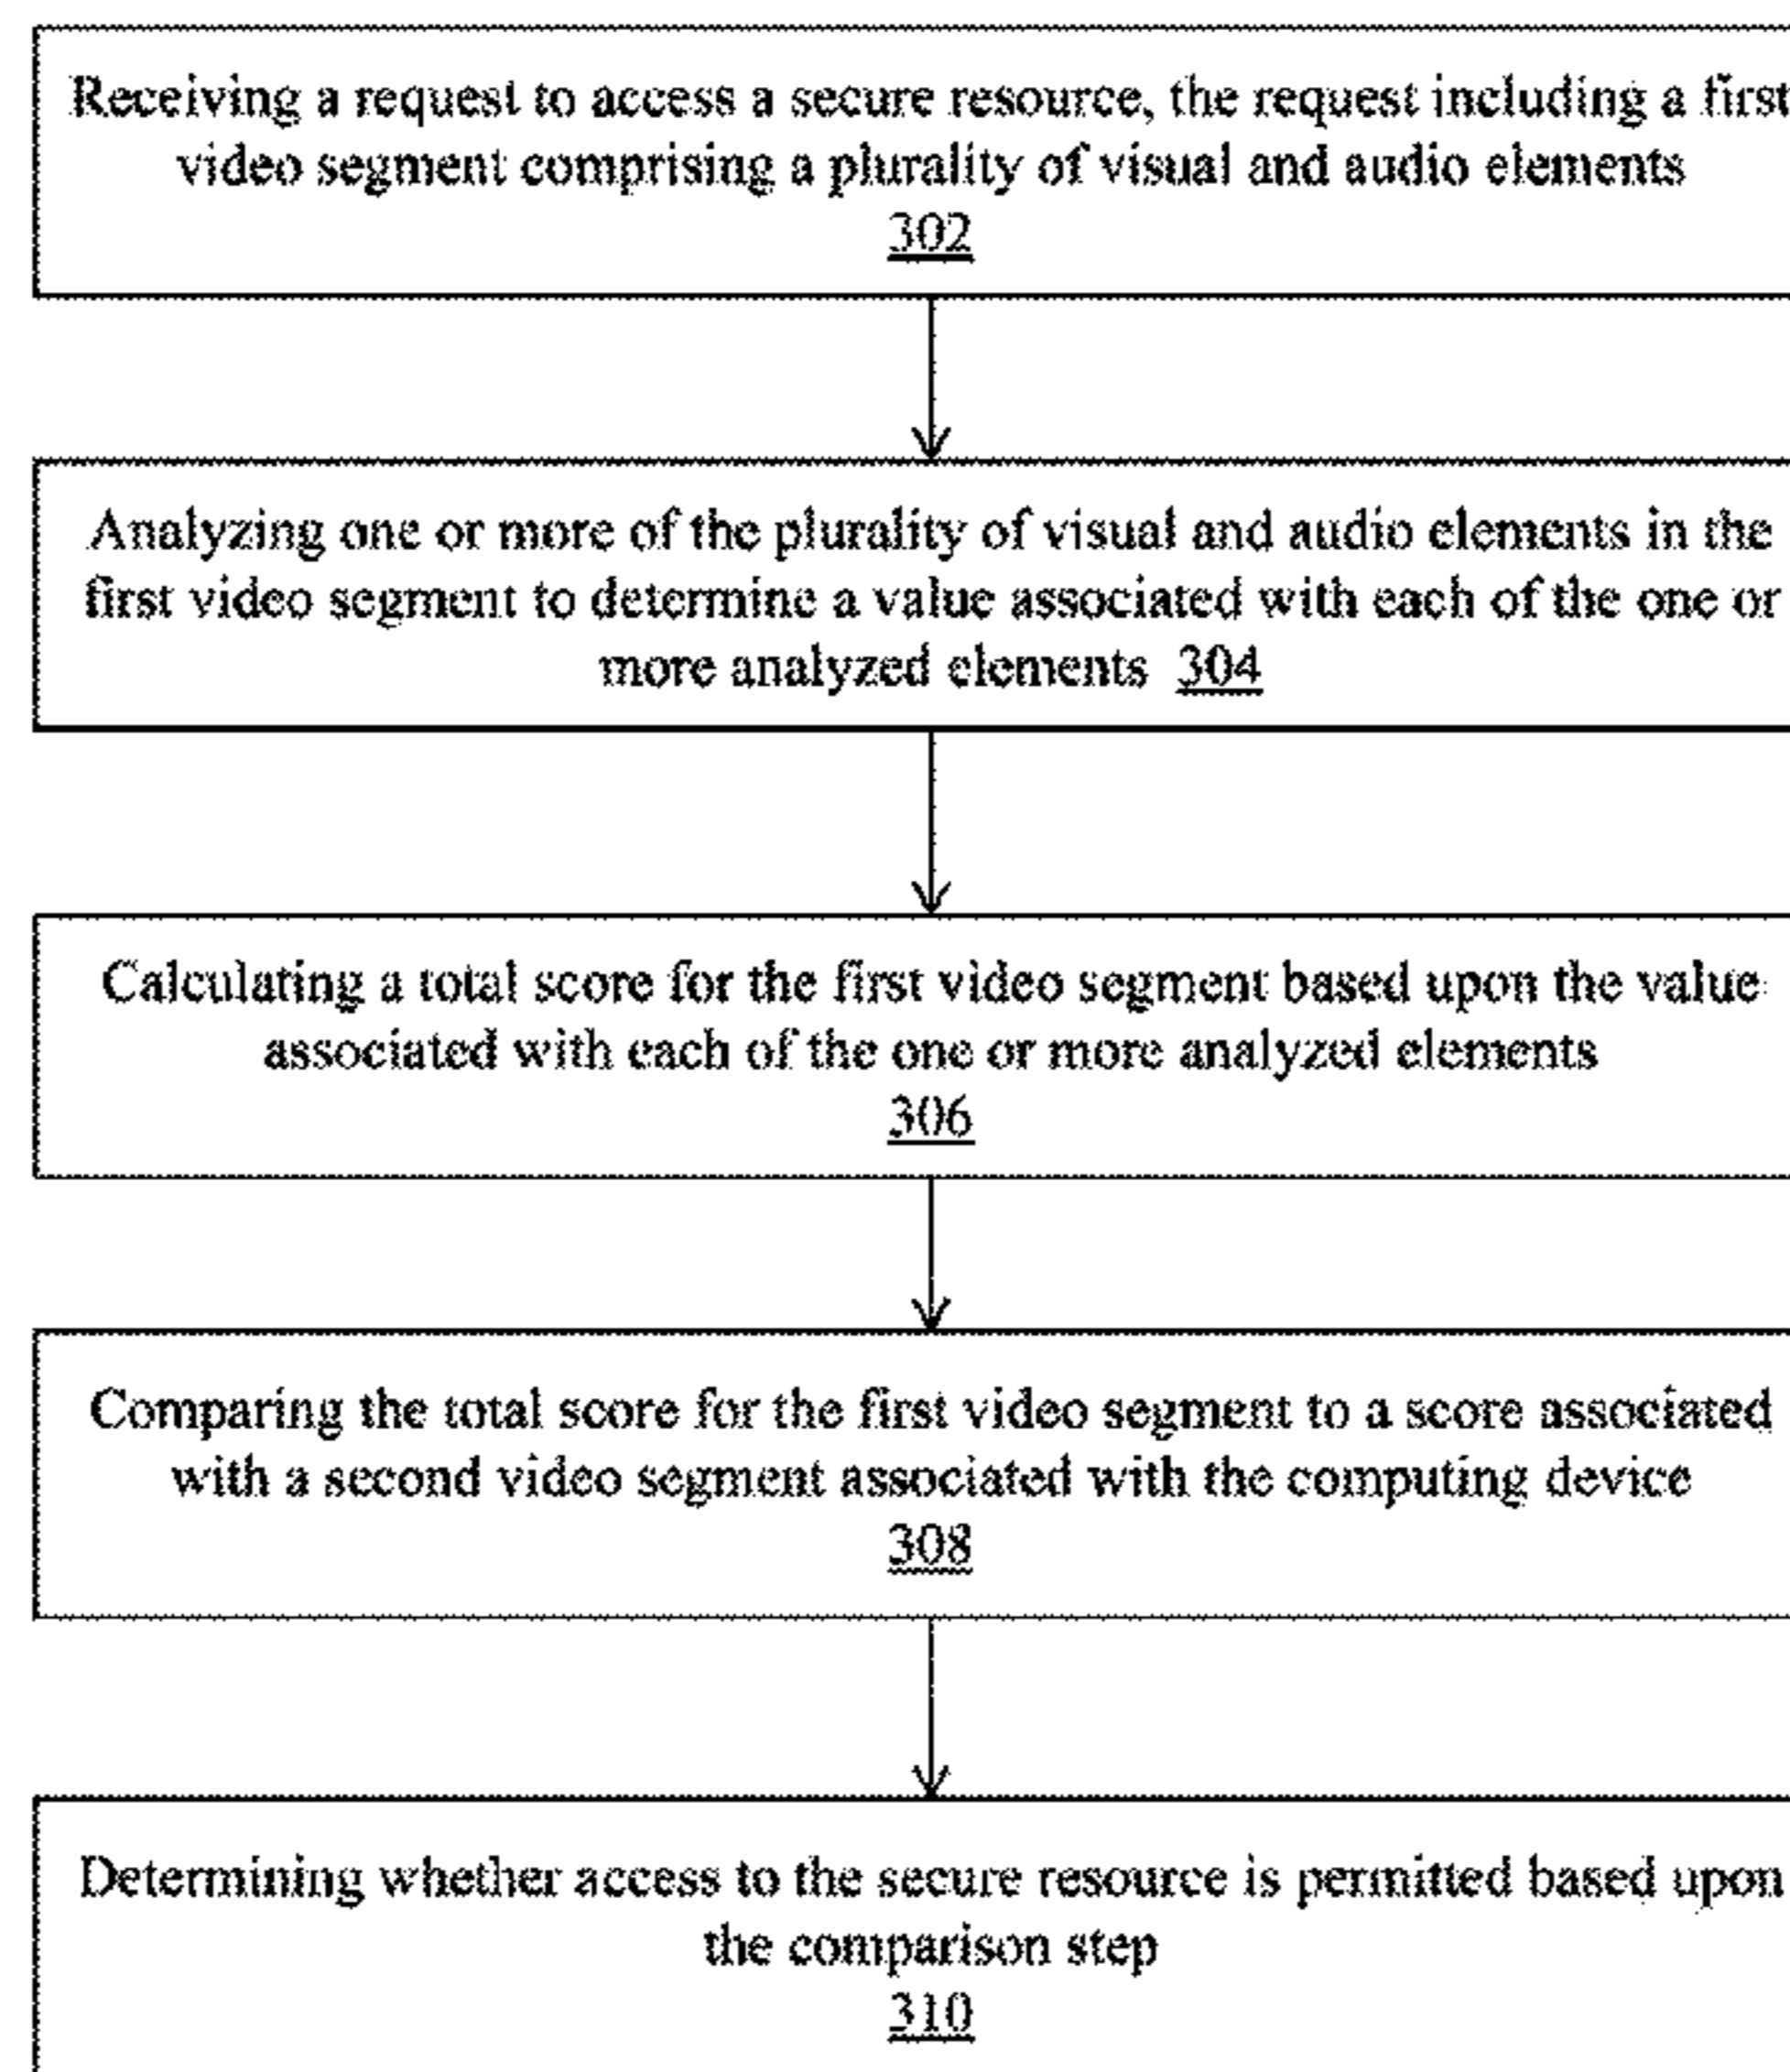 Receiving a request to access a secure resource, the request including a first
video segment comprising a plurality of visual and audio elements
302
Analyzing one or more of the plurality of visual and audio elements in the
first video segment to determine a value associated with each of the one or
more analyzed elements 304
Calculating a total score for the first video segment based upon the value
associated with each of the one or more analyzed elements
306
Comparing the total score for the first video segment to a score associated
with a second video segment associated with the computing device
308
Determining whether access to the secure resource is permitted based upon
the comparison step
310